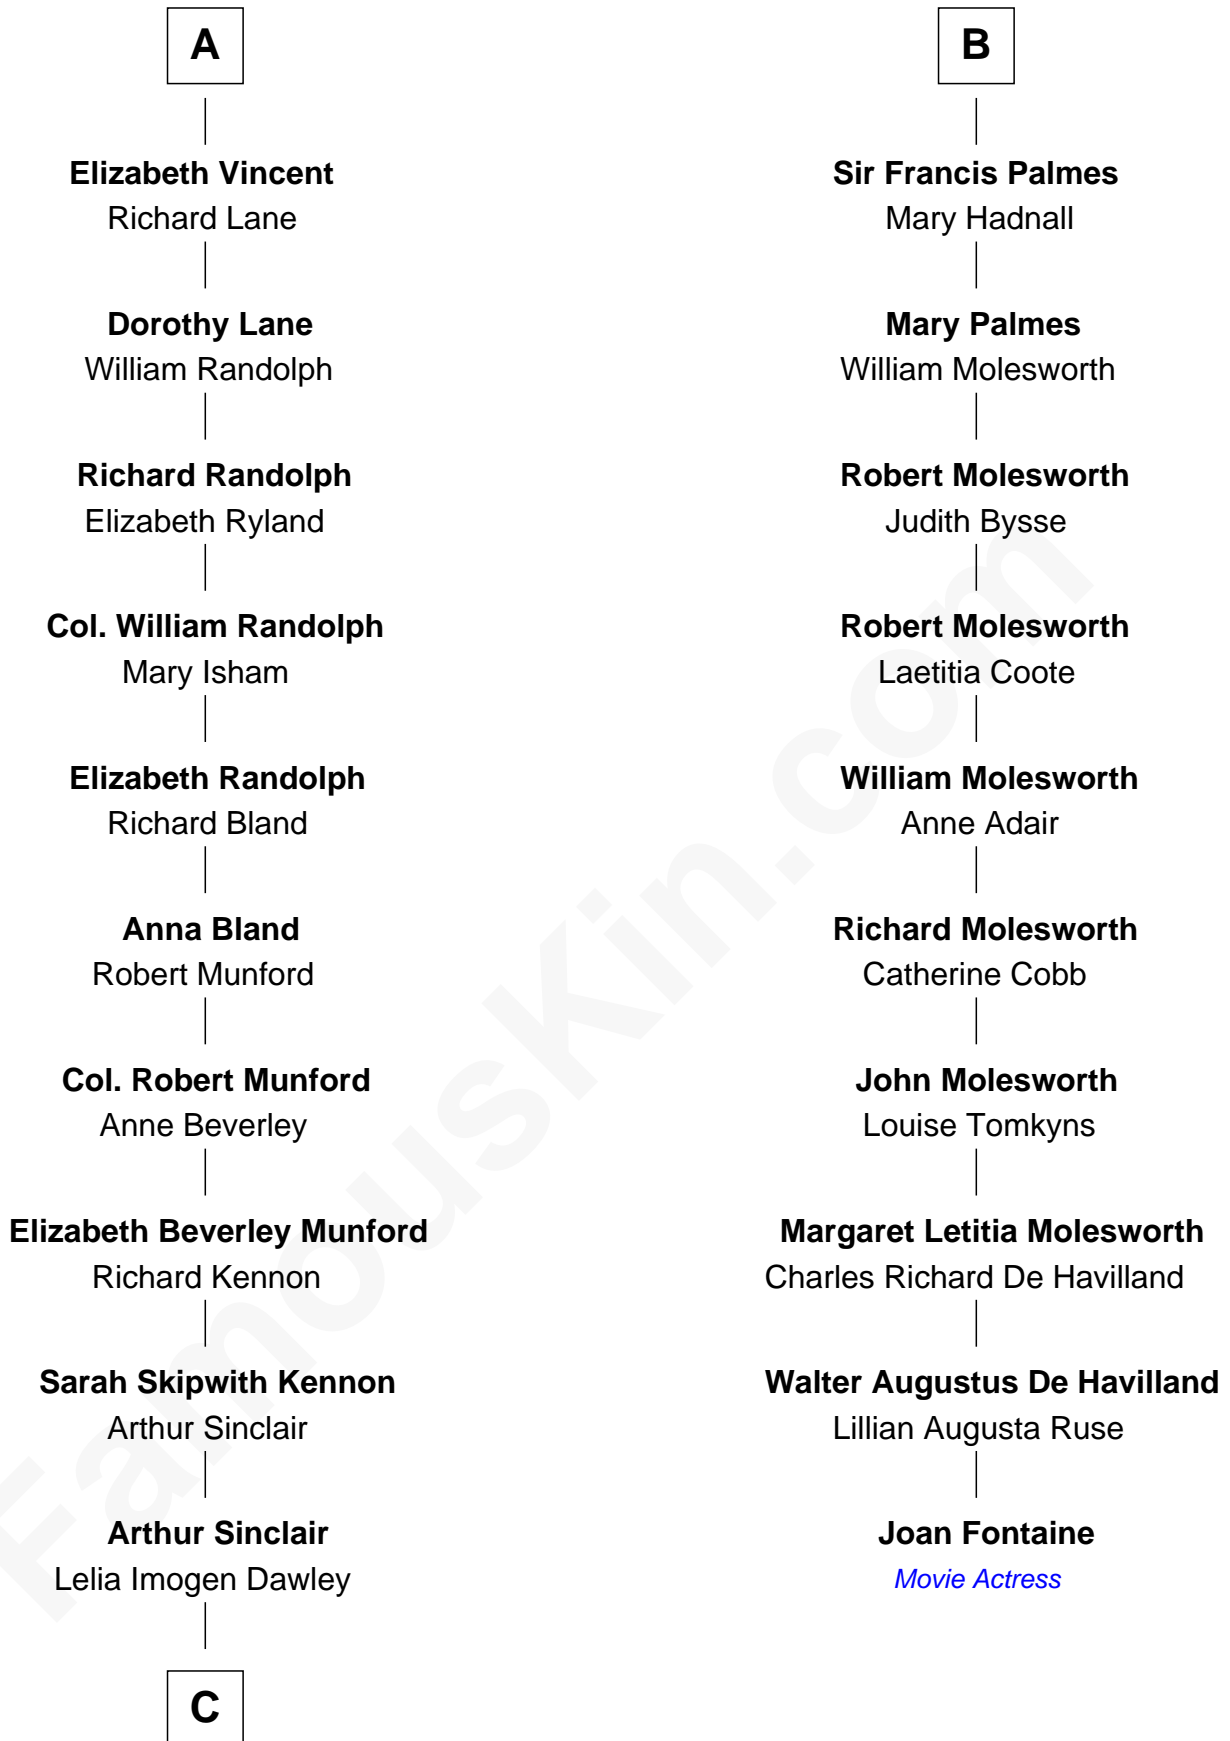 A
Elizabeth Vincent
Richard Lane
Dorothy Lane
William Randolph
Richard Randolph
Elizabeth Ryland
Col. William Randolph
Mary Isham
Elizabeth Randolph
Richard Bland
Anna Bland
Robert Munford
Col. Robert Munford
Anne Beverley
Elizabeth Beverley Munford
Richard Kennon
Sarah Skipwith Kennon
Arthur Sinclair
Arthur Sinclair
Lelia Imogen Dawley
C
B
Sir Francis Palmes
Mary Hadnall
Mary Palmes
William Molesworth
Robert Molesworth
Judith Bysse
Robert Molesworth
Laetitia Coote
William Molesworth
Anne Adair
Richard Molesworth
Catherine Cobb
John Molesworth
Louise Tomkyns
Margaret Letitia Molesworth
Charles Richard De Havilland
Walter Augustus De Havilland
Lillian Augusta Ruse
Joan Fontaine
Movie Actress
FamousKin.com